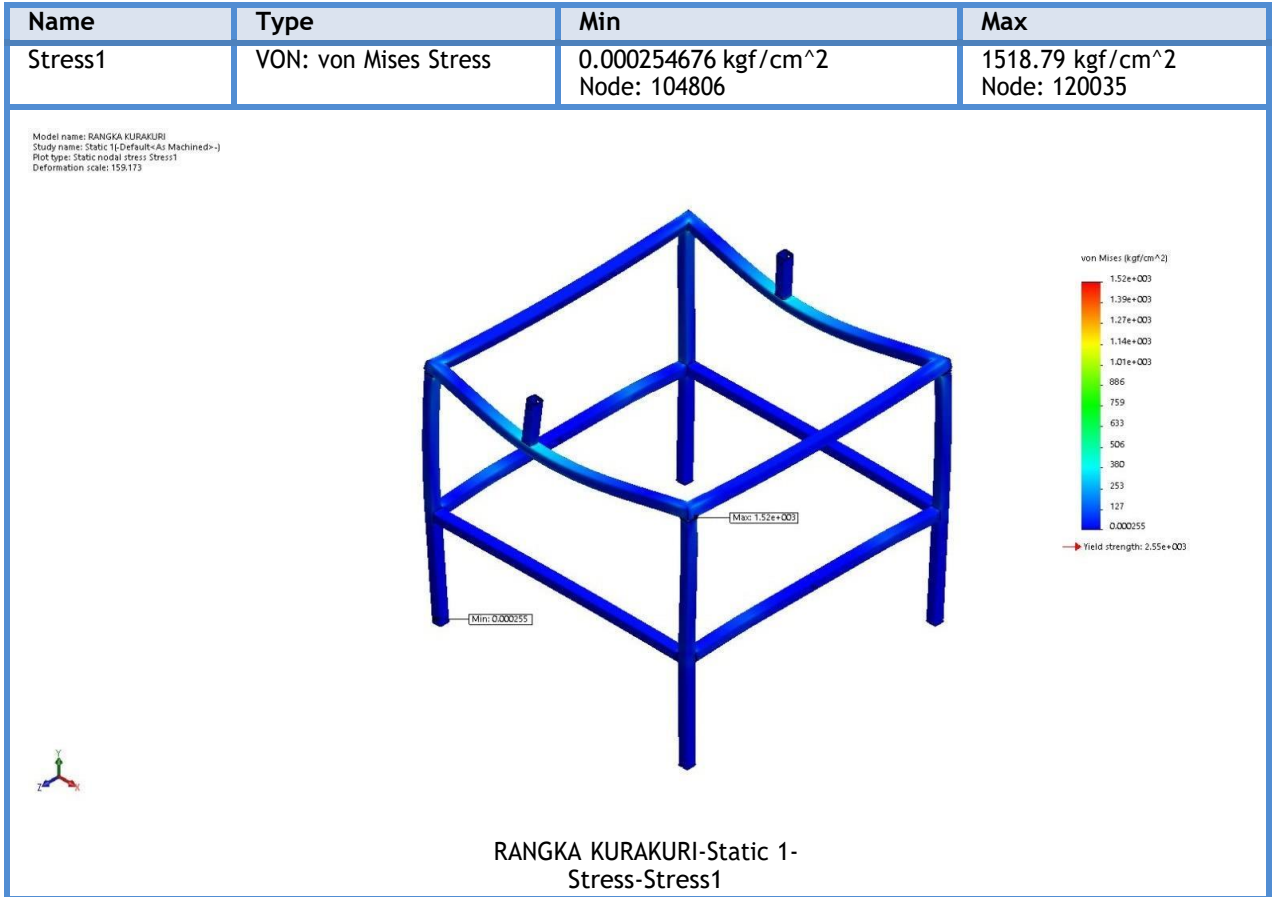 Name Type Min Max
Stress1 VON: von Mises Stress 0.000254676 kgf/cm^2 1518.79 kgf/cm^2
Node: 104806 Node: 120035
Model name: RANGKA KURAKURI
Study name: Static 1(-Default<As Machined>-)
Plot type: Static nodal stress Stress1
Deformation scale: 159.173
von Mises (kgf/cm^2)
1.52e+003
1.39e+003
1.27e+003
1.14e+003
1.01e+003
886
759
633
506
380
253
127
0.000255
Yield strength: 2.55e+003
Max: 1.52e+003
Min: 0.000255
Y
Z X
RANGKA KURAKURI-Static 1-
Stress-Stress1